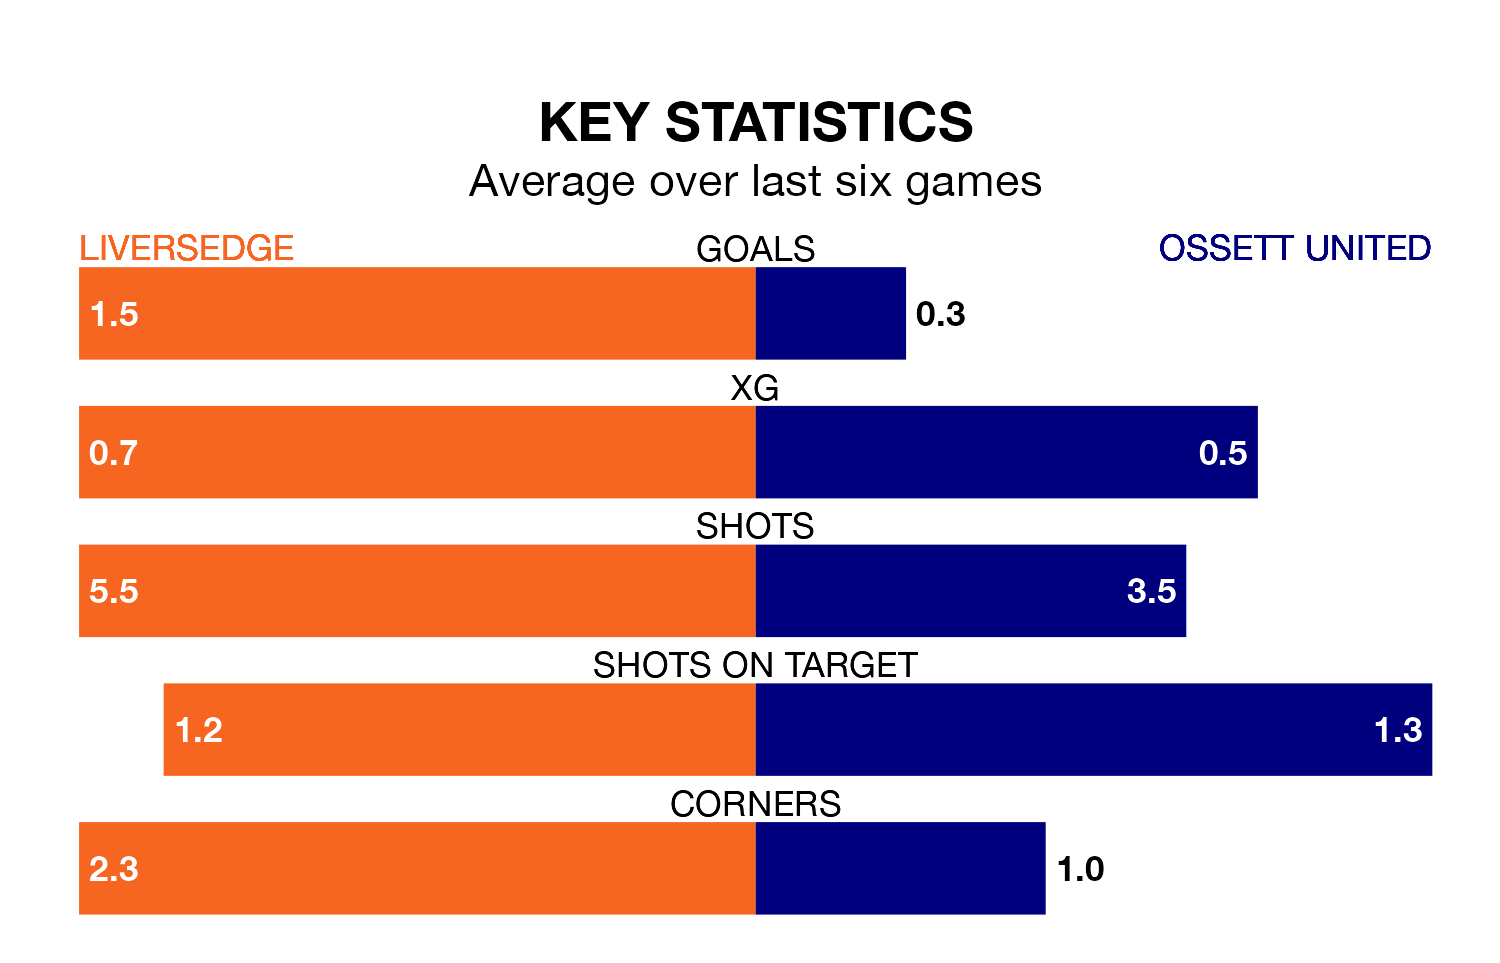 KEY STATISTICS
Average over last six games
LIVERSEDGE GOALS OSSETT UNITED
1.5 0.3
XG
0.7 0.5
SHOTS
5.5 3.5
SHOTS ON TARGET
1.2 1.3
CORNERS
2.3 1.0